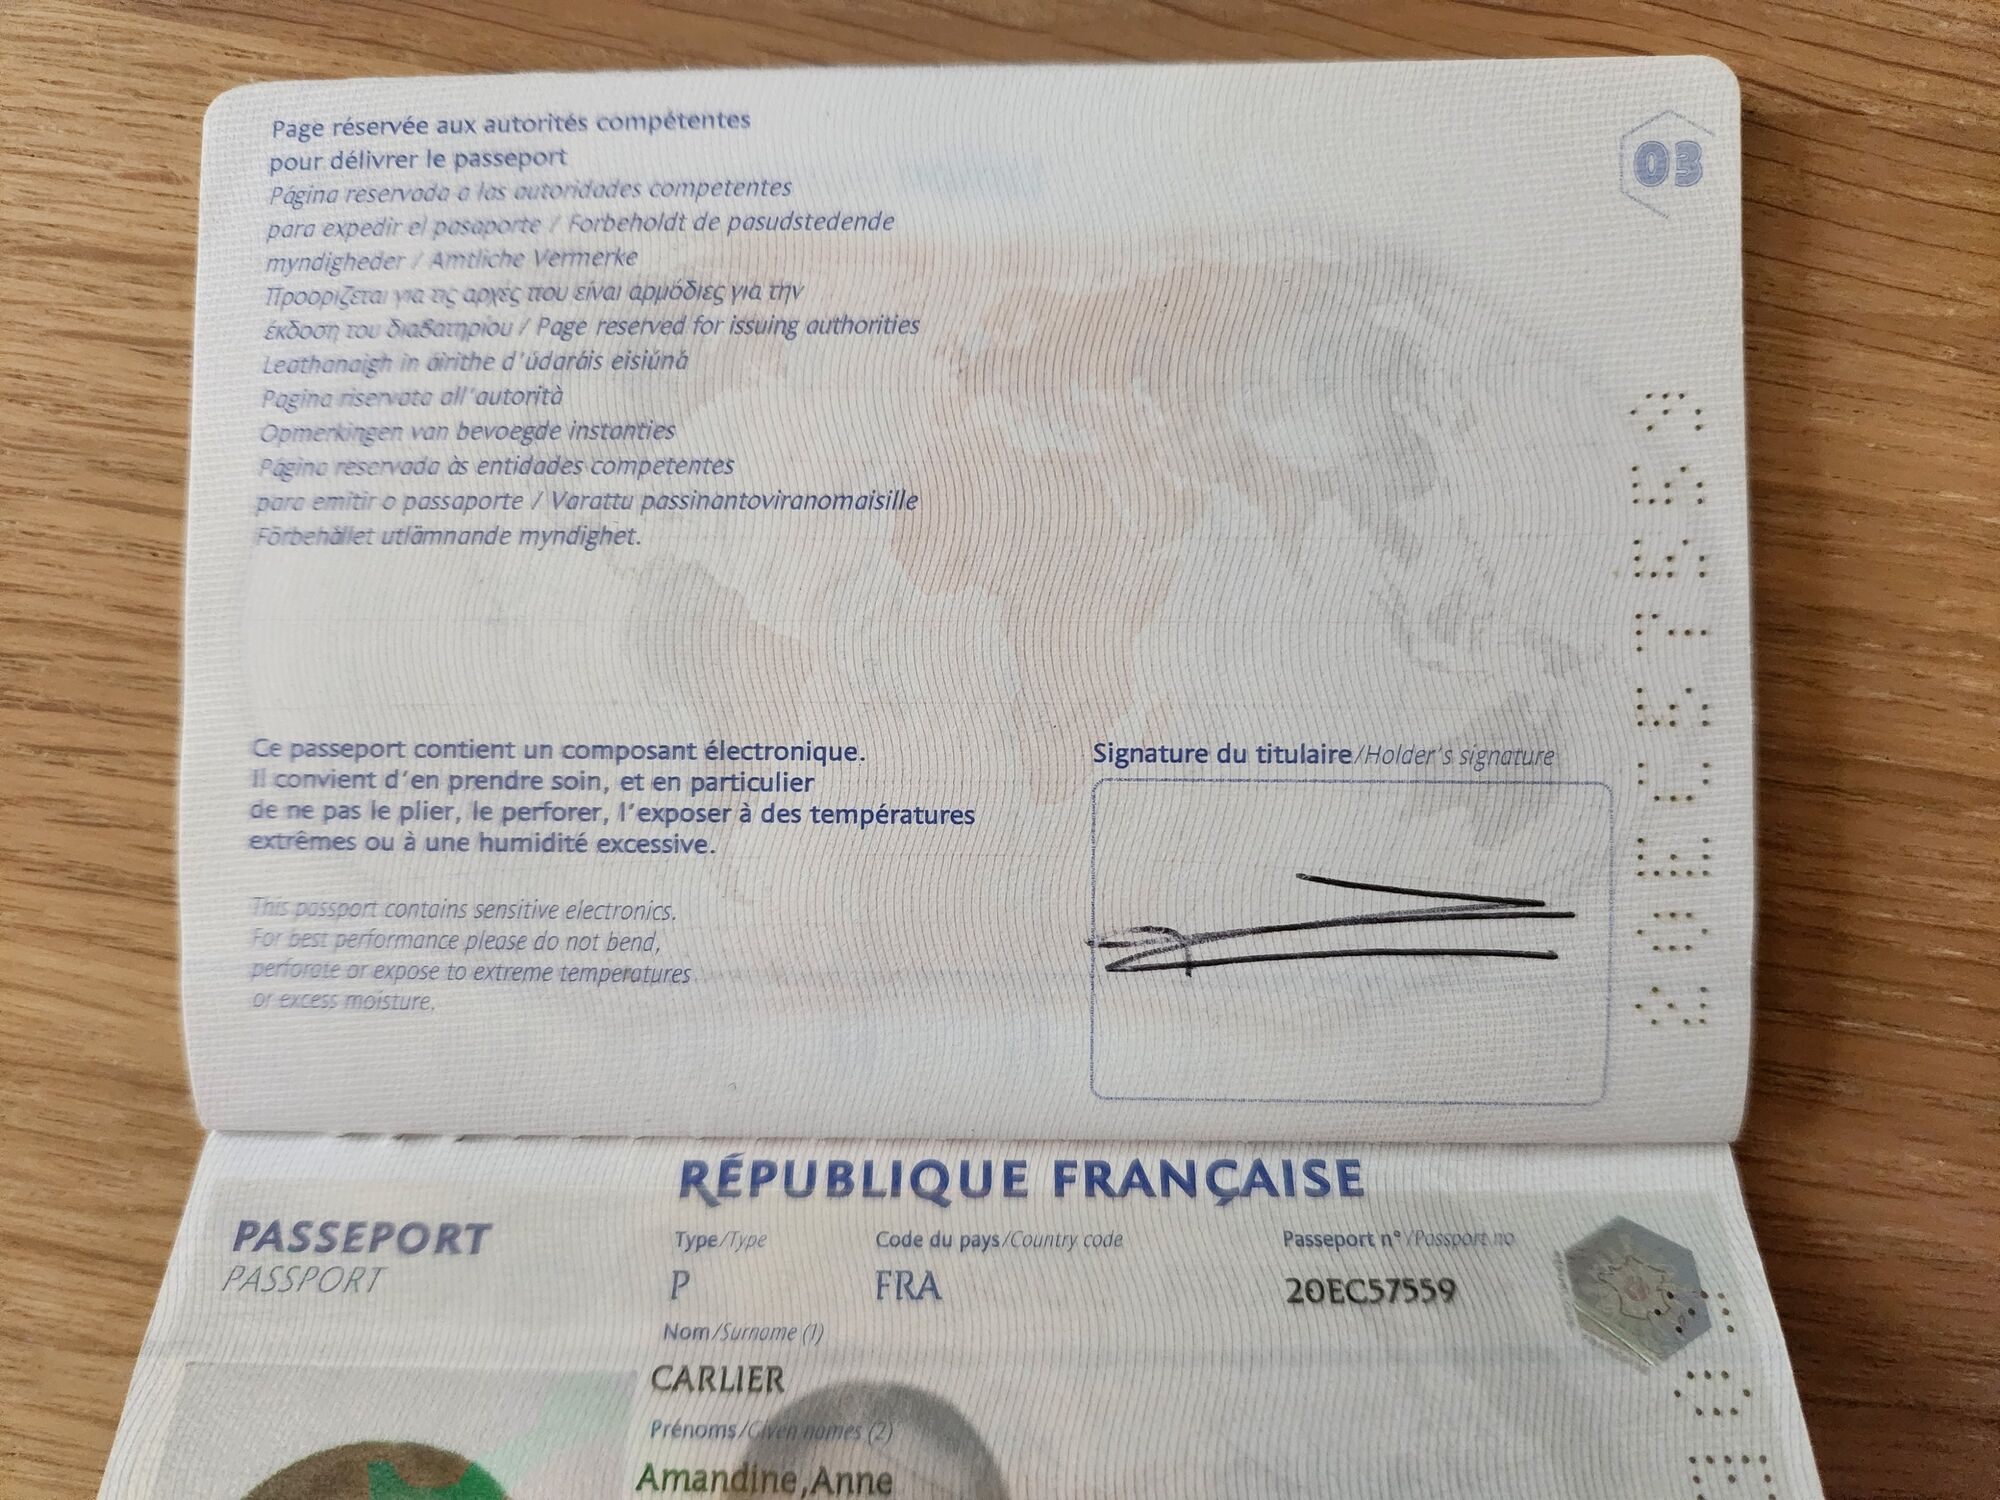 Page réservée aux autorités compétentes
pour délivrer le passeport
Página reservada a las autoridades competentes
para expedir el pasaporte / Forbeholdt de pasudstedende
myndigheder / Amtliche Vermerke
Προορίζεται για τις αρχές που είναι αρμόδιες για την
έκδοση του διαβατηρίου / Page reserved for issuing authorities
Leathanaigh in áirithe d'údaráis eisiúná
Pagina riservata all'autorità
Opmerkingen van bevoegde instanties
Página reservada às entidades competentes
para emitir o passaporte / Varattu passinantoviranomaisille
Förbehållet utlämnande myndighet.
03
Ce passeport contient un composant électronique.
Il convient d'en prendre soin, et en particulier
de ne pas le plier, le perforer, l'exposer à des températures
extrêmes ou à une humidité excessive.
This passport contains sensitive electronics.
For best performance please do not bend,
perforate or expose to extreme temperatures
or excess moisture.
Signature du titulaire/Holder's signature
RÉPUBLIQUE FRANÇAISE
PASSEPORT
PASSPORT
Type/Type
Code du pays/Country code
Passeport n°/Passport no
P
FRA
20EC57559
Nom/Surname (1)
CARLIER
Prénoms/Given names (2)
Amandine,Anne